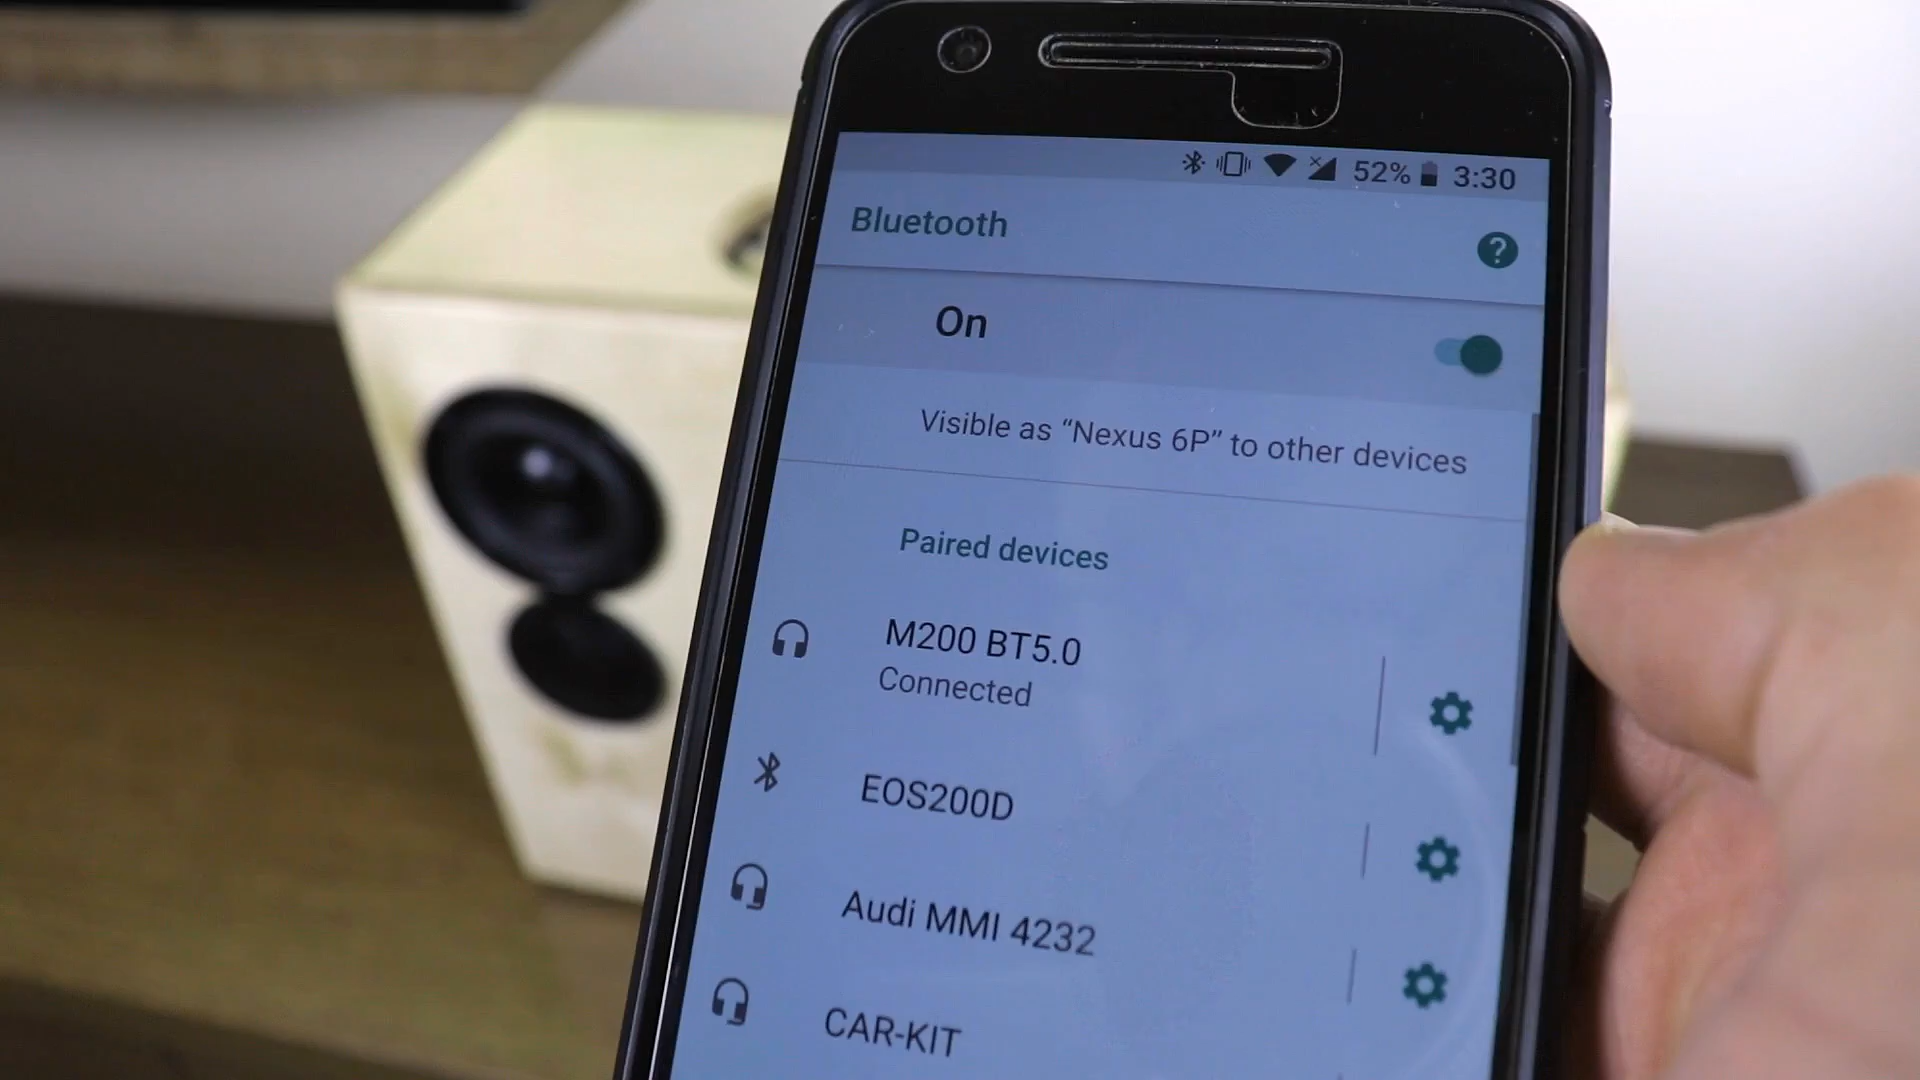 52% 3:30
Bluetooth
?
On
Visible as “Nexus 6P” to other devices
Paired devices
M200 BT5.0
Connected
EOS200D
Audi MMI 4232
CAR-KIT